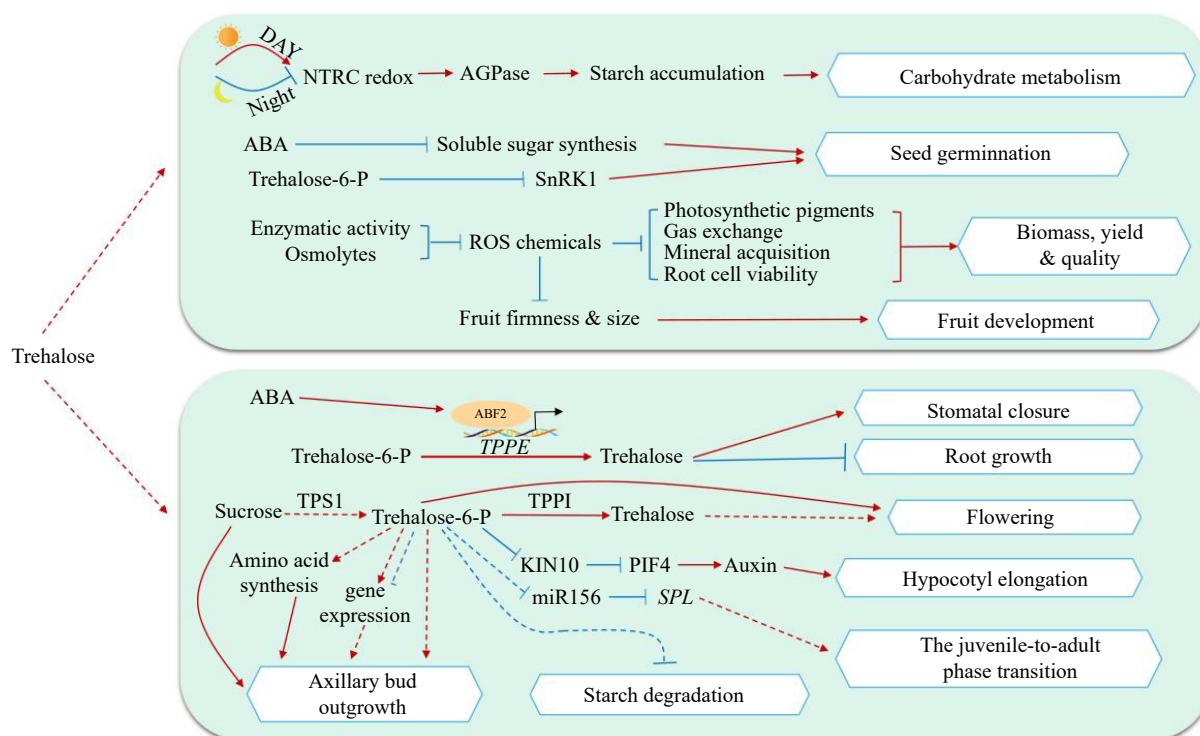 DAY
Night
NTRC redox
AGPase
Starch accumulation
Carbohydrate metabolism
ABA
Soluble sugar synthesis
Seed germinnation
Trehalose-6-P
SnRK1
Enzymatic activity
Osmolytes
ROS chemicals
Photosynthetic pigments
Gas exchange
Mineral acquisition
Root cell viability
Biomass, yield
& quality
Fruit firmness & size
Fruit development
Trehalose
ABA
ABF2
TPPE
Stomatal closure
Trehalose-6-P
Trehalose
Root growth
Sucrose
TPS1
Trehalose-6-P
TPPI
Trehalose
Flowering
Amino acid
synthesis
gene
expression
KIN10
PIF4
Auxin
Hypocotyl elongation
miR156
SPL
The juvenile-to-adult
phase transition
Axillary bud
outgrowth
Starch degradation